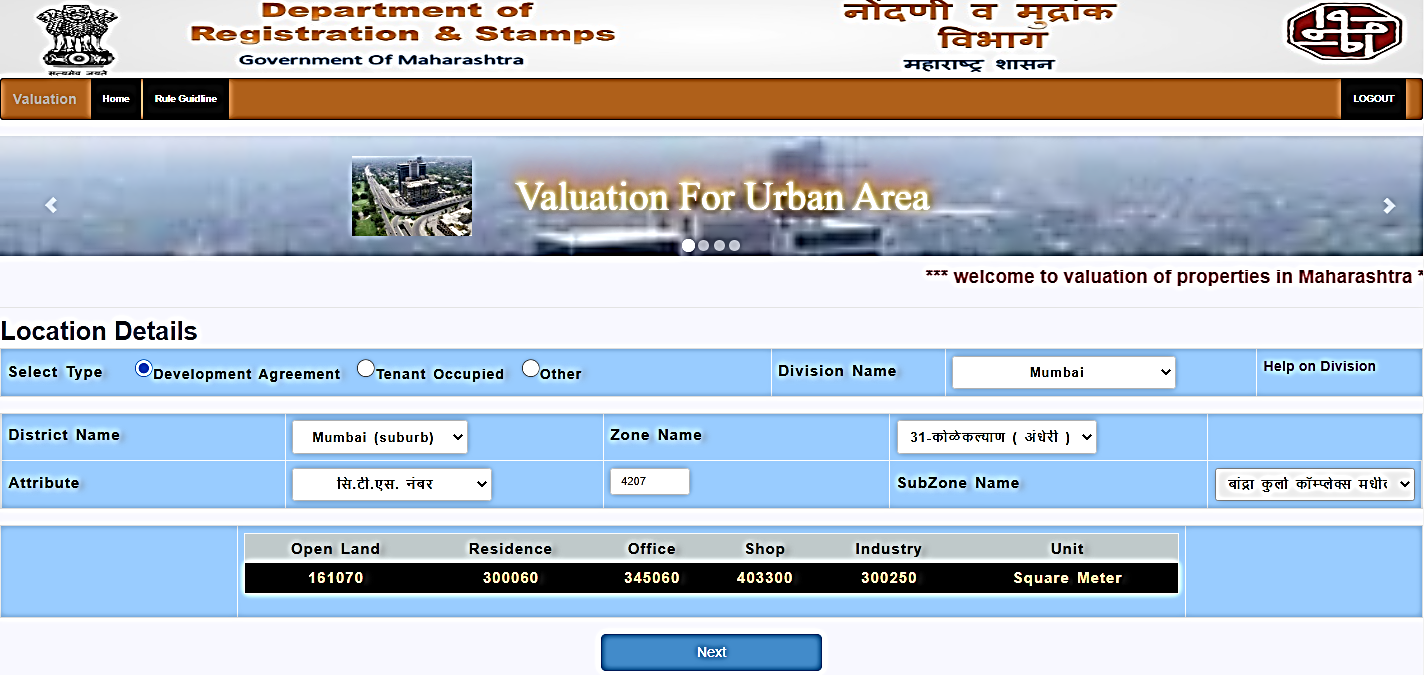 Department of
Registration & Stamps
Government Of Maharashtra
नोंदणी व मुद्रांक
विभाग
महाराष्ट्र शासन
सत्यमेव जयते
Valuation Home Rule Guidline LOGOUT
Valuation For Urban Area
*** welcome to valuation of properties in Maharashtra *
Location Details
Select Type Development Agreement Tenant Occupied Other Division Name Mumbai Help on Division
District Name Mumbai (suburb) Zone Name 31-कोळेकल्याण ( अंधेरी )
Attribute सि.टी.एस. नंबर 4207 SubZone Name बांद्रा कुर्ला कॉम्प्लेक्स
Open Land Residence Office Shop Industry Unit
161070 300060 345060 403300 300250 Square Meter
Next